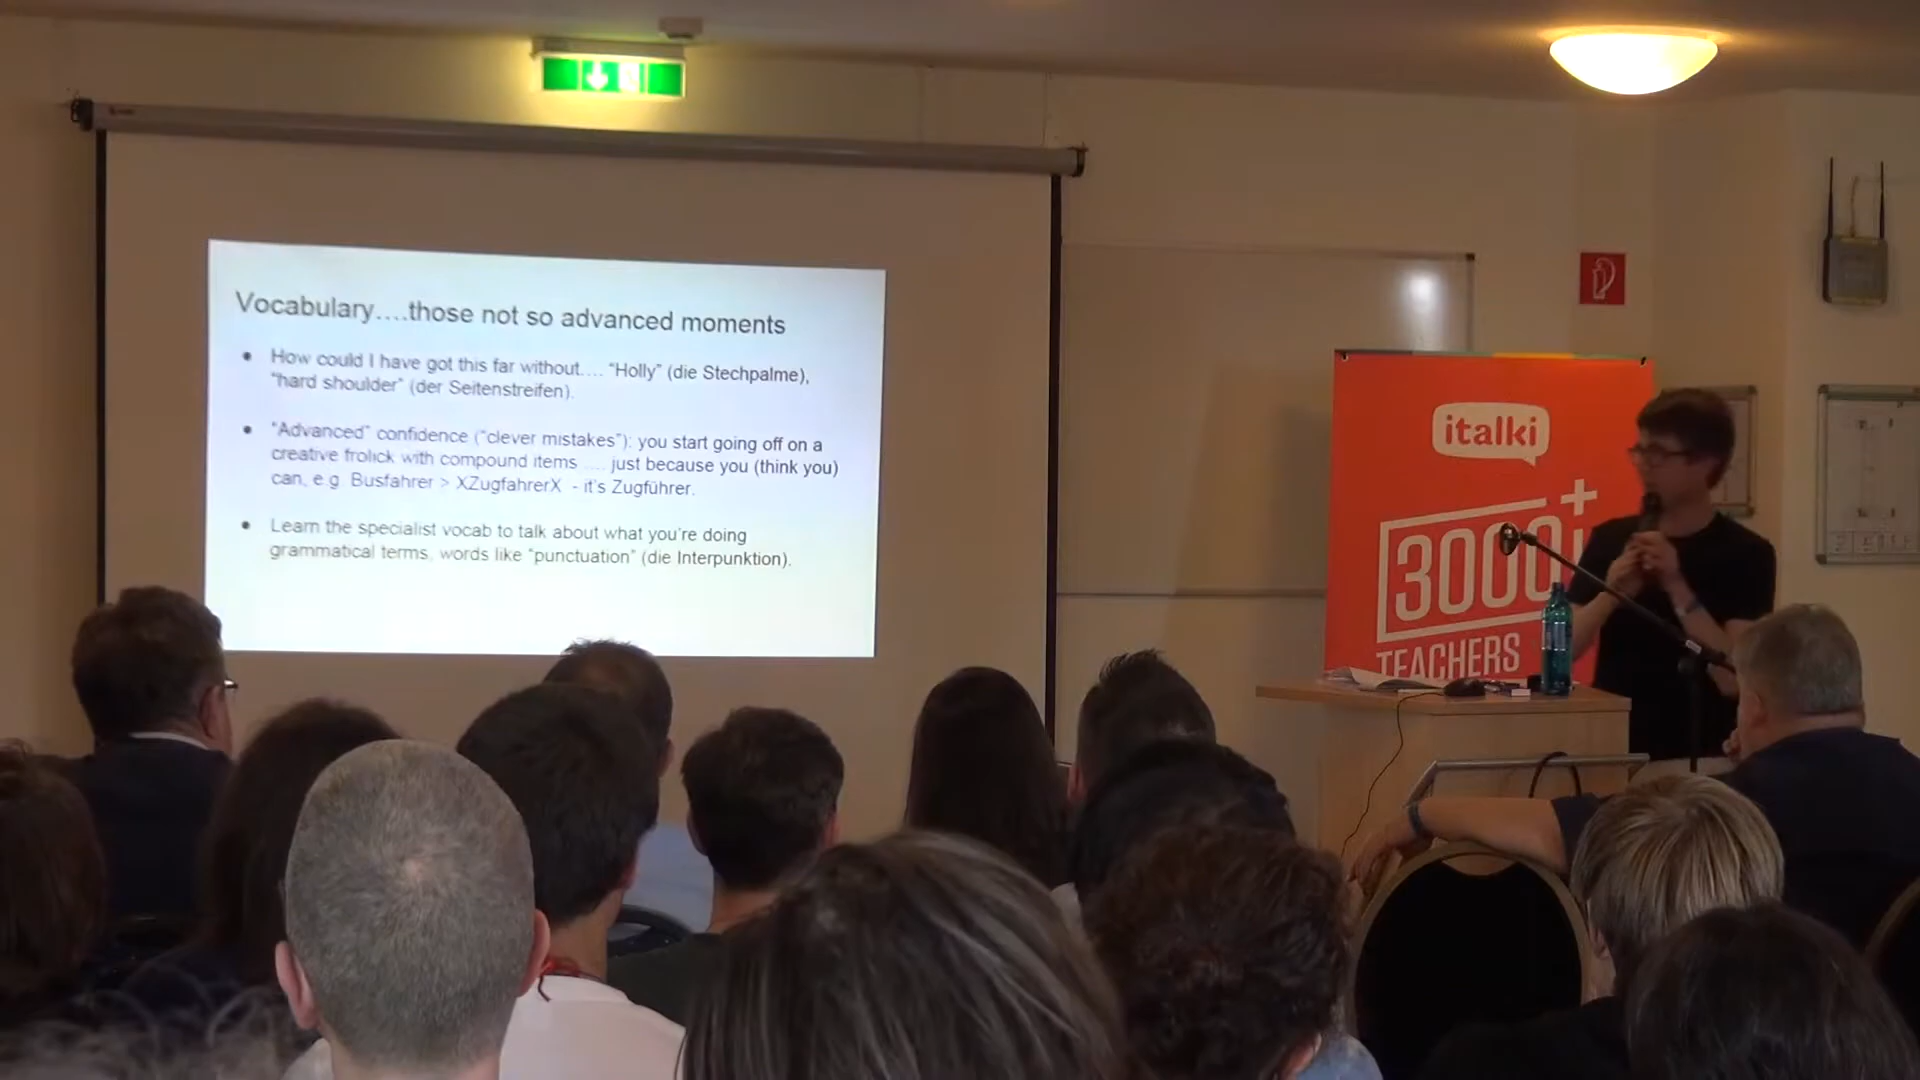 Vocabulary....those not so advanced moments
How could I have got this far without.... “Holly” (die Stechpalme),
“hard shoulder” (der Seitenstreifen).
“Advanced” confidence (“clever mistakes”): you start going off on a
creative frolick with compound items .... just because you (think you)
can, e.g. Busfahrer > XZugfahrerX - it’s Zugführer.
Learn the specialist vocab to talk about what you’re doing
grammatical terms, words like “punctuation” (die Interpunktion).
italki
3000+
TEACHERS